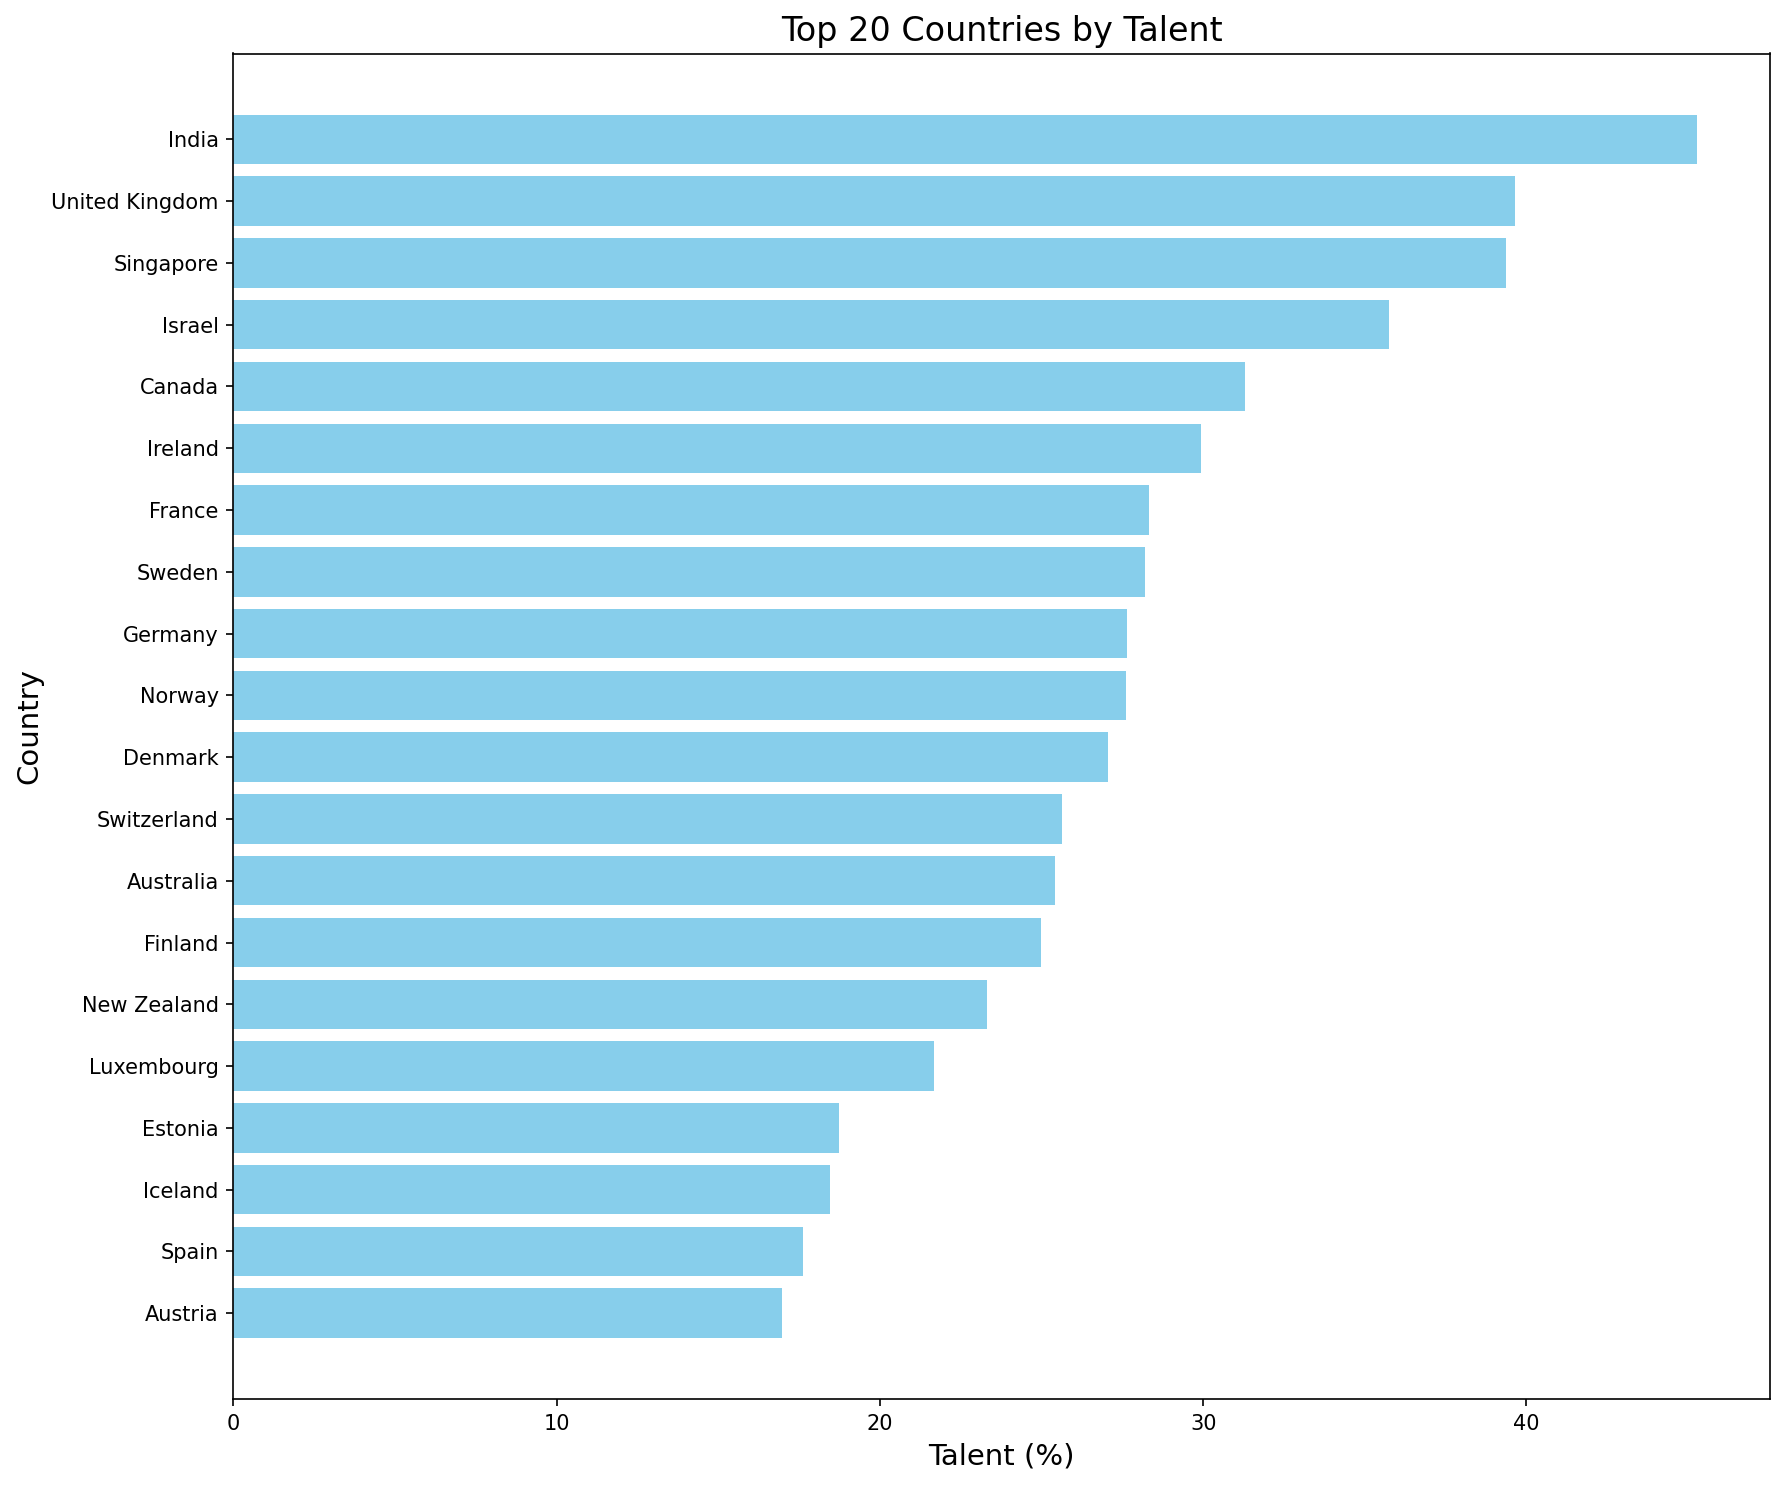 Top 20 Countries by Talent
India
United Kingdom
Singapore
Israel
Canada
Ireland
France
Sweden
Germany
Norway
Denmark
Switzerland
Australia
Finland
New Zealand
Luxembourg
Estonia
Iceland
Spain
Austria
Country
0 10 20 30 40
Talent (%)